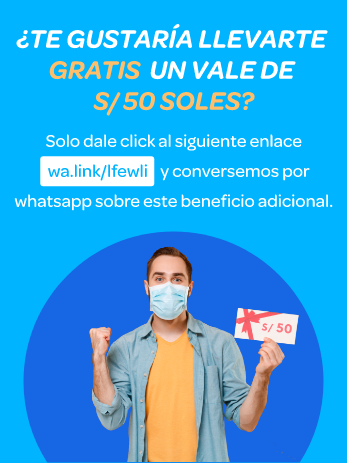 ¿TE GUSTARÍA LLEVARTE
GRATIS UN VALE DE
S/ 50 SOLES?
Solo dale click al siguiente enlace
wa.link/lfewli y conversemos por
whatsapp sobre este beneficio adicional.
S/ 50